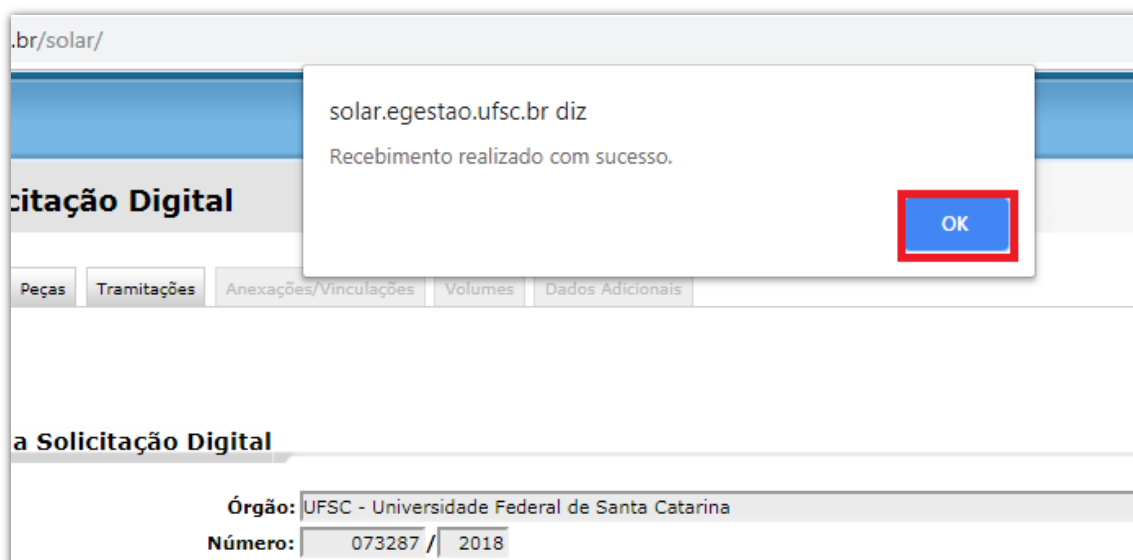 .br/solar/
solar.egestao.ufsc.br diz
Recebimento realizado com sucesso.
OK
citação Digital
Peças Tramitações Anexações/Vinculações Volumes Dados Adicionais
a Solicitação Digital
Órgão: UFSC - Universidade Federal de Santa Catarina
Número: 073287 / 2018